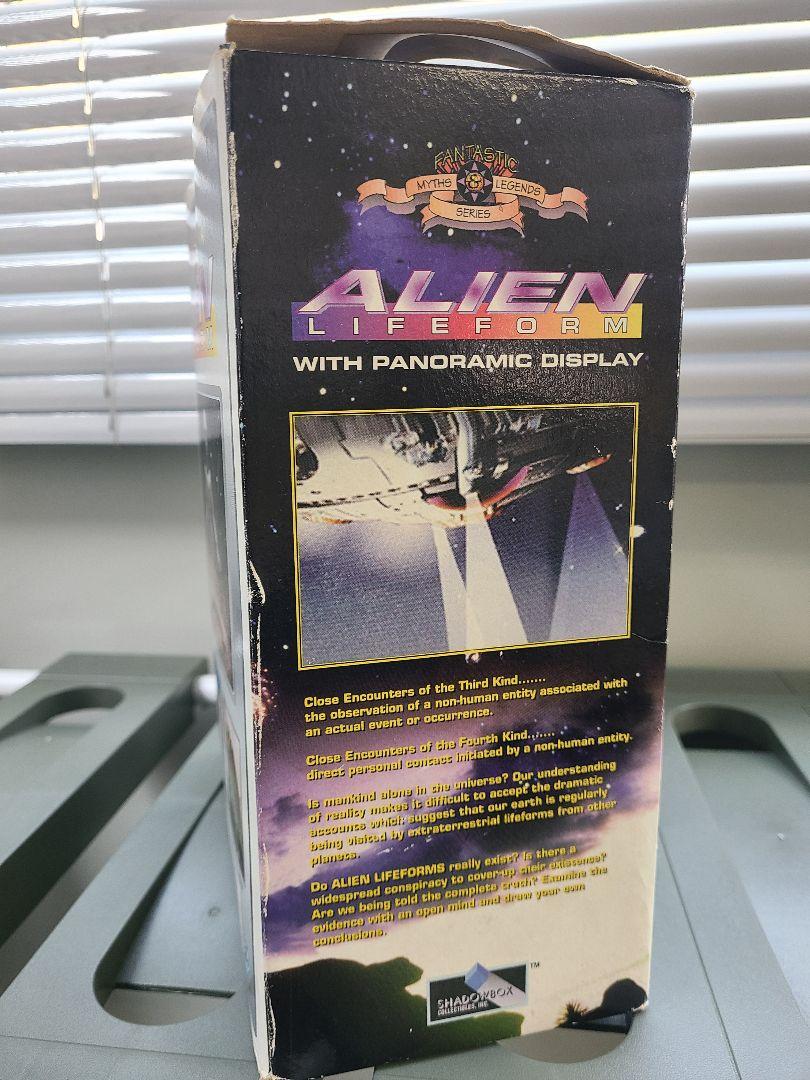 FANTASTIC
MYTHS & LEGENDS
SERIES
ALIEN
LIFEFORM
WITH PANORAMIC DISPLAY
Close Encounters of the Third Kind.......
the observation of a non-human entity associated with
an actual event or occurrence.
Close Encounters of the Fourth Kind.......
direct personal contact initiated by a non-human entity.
Is mankind alone in the universe? Our understanding
of reality makes it difficult to accept the dramatic
accounts which suggest that our earth is regularly
being visited by extraterrestrial lifeforms from other
planets.
Do ALIEN LIFEFORMS really exist? Is there a
widespread conspiracy to cover-up their existence?
Are we being told the complete truth? Examine the
evidence with an open mind and draw your own
conclusions.
SHADOWBOX TM
COLLECTIBLES, INC.